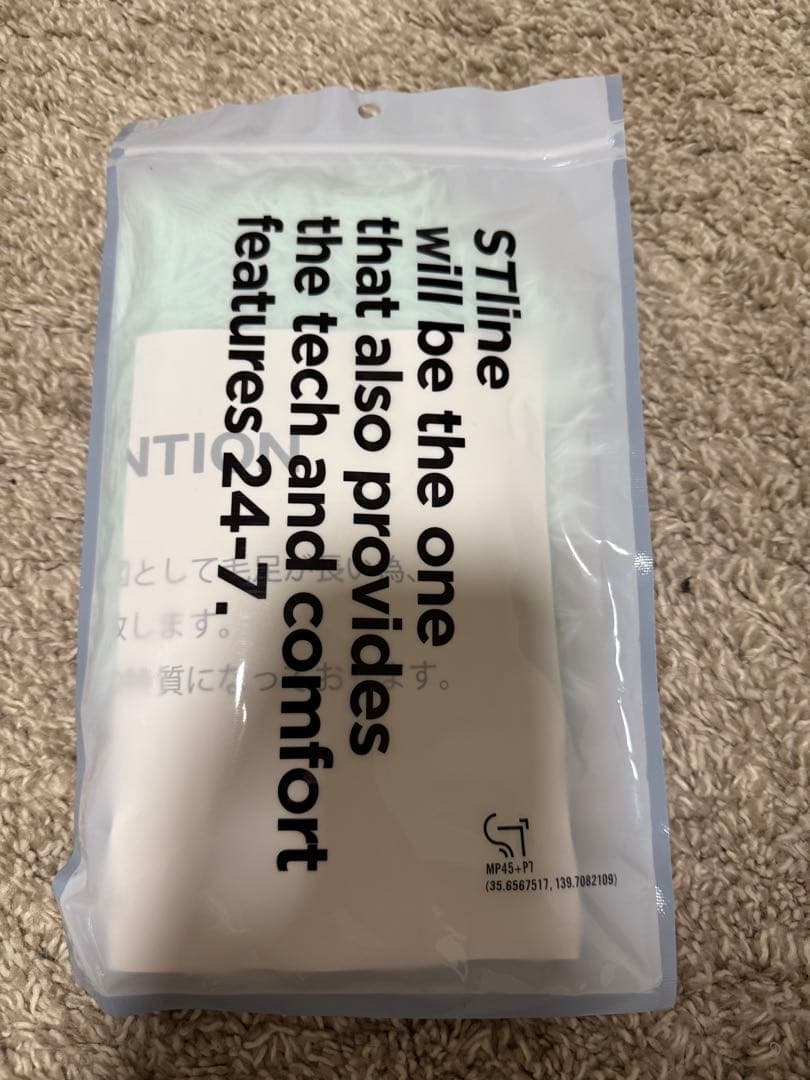 STline
will be the one
that also provides
the tech and comfort
features 24-7.
NTION
として毛足が長い為、
します。
質になっております。
ST
MP45+P7
(35.6567517, 139.7082109)